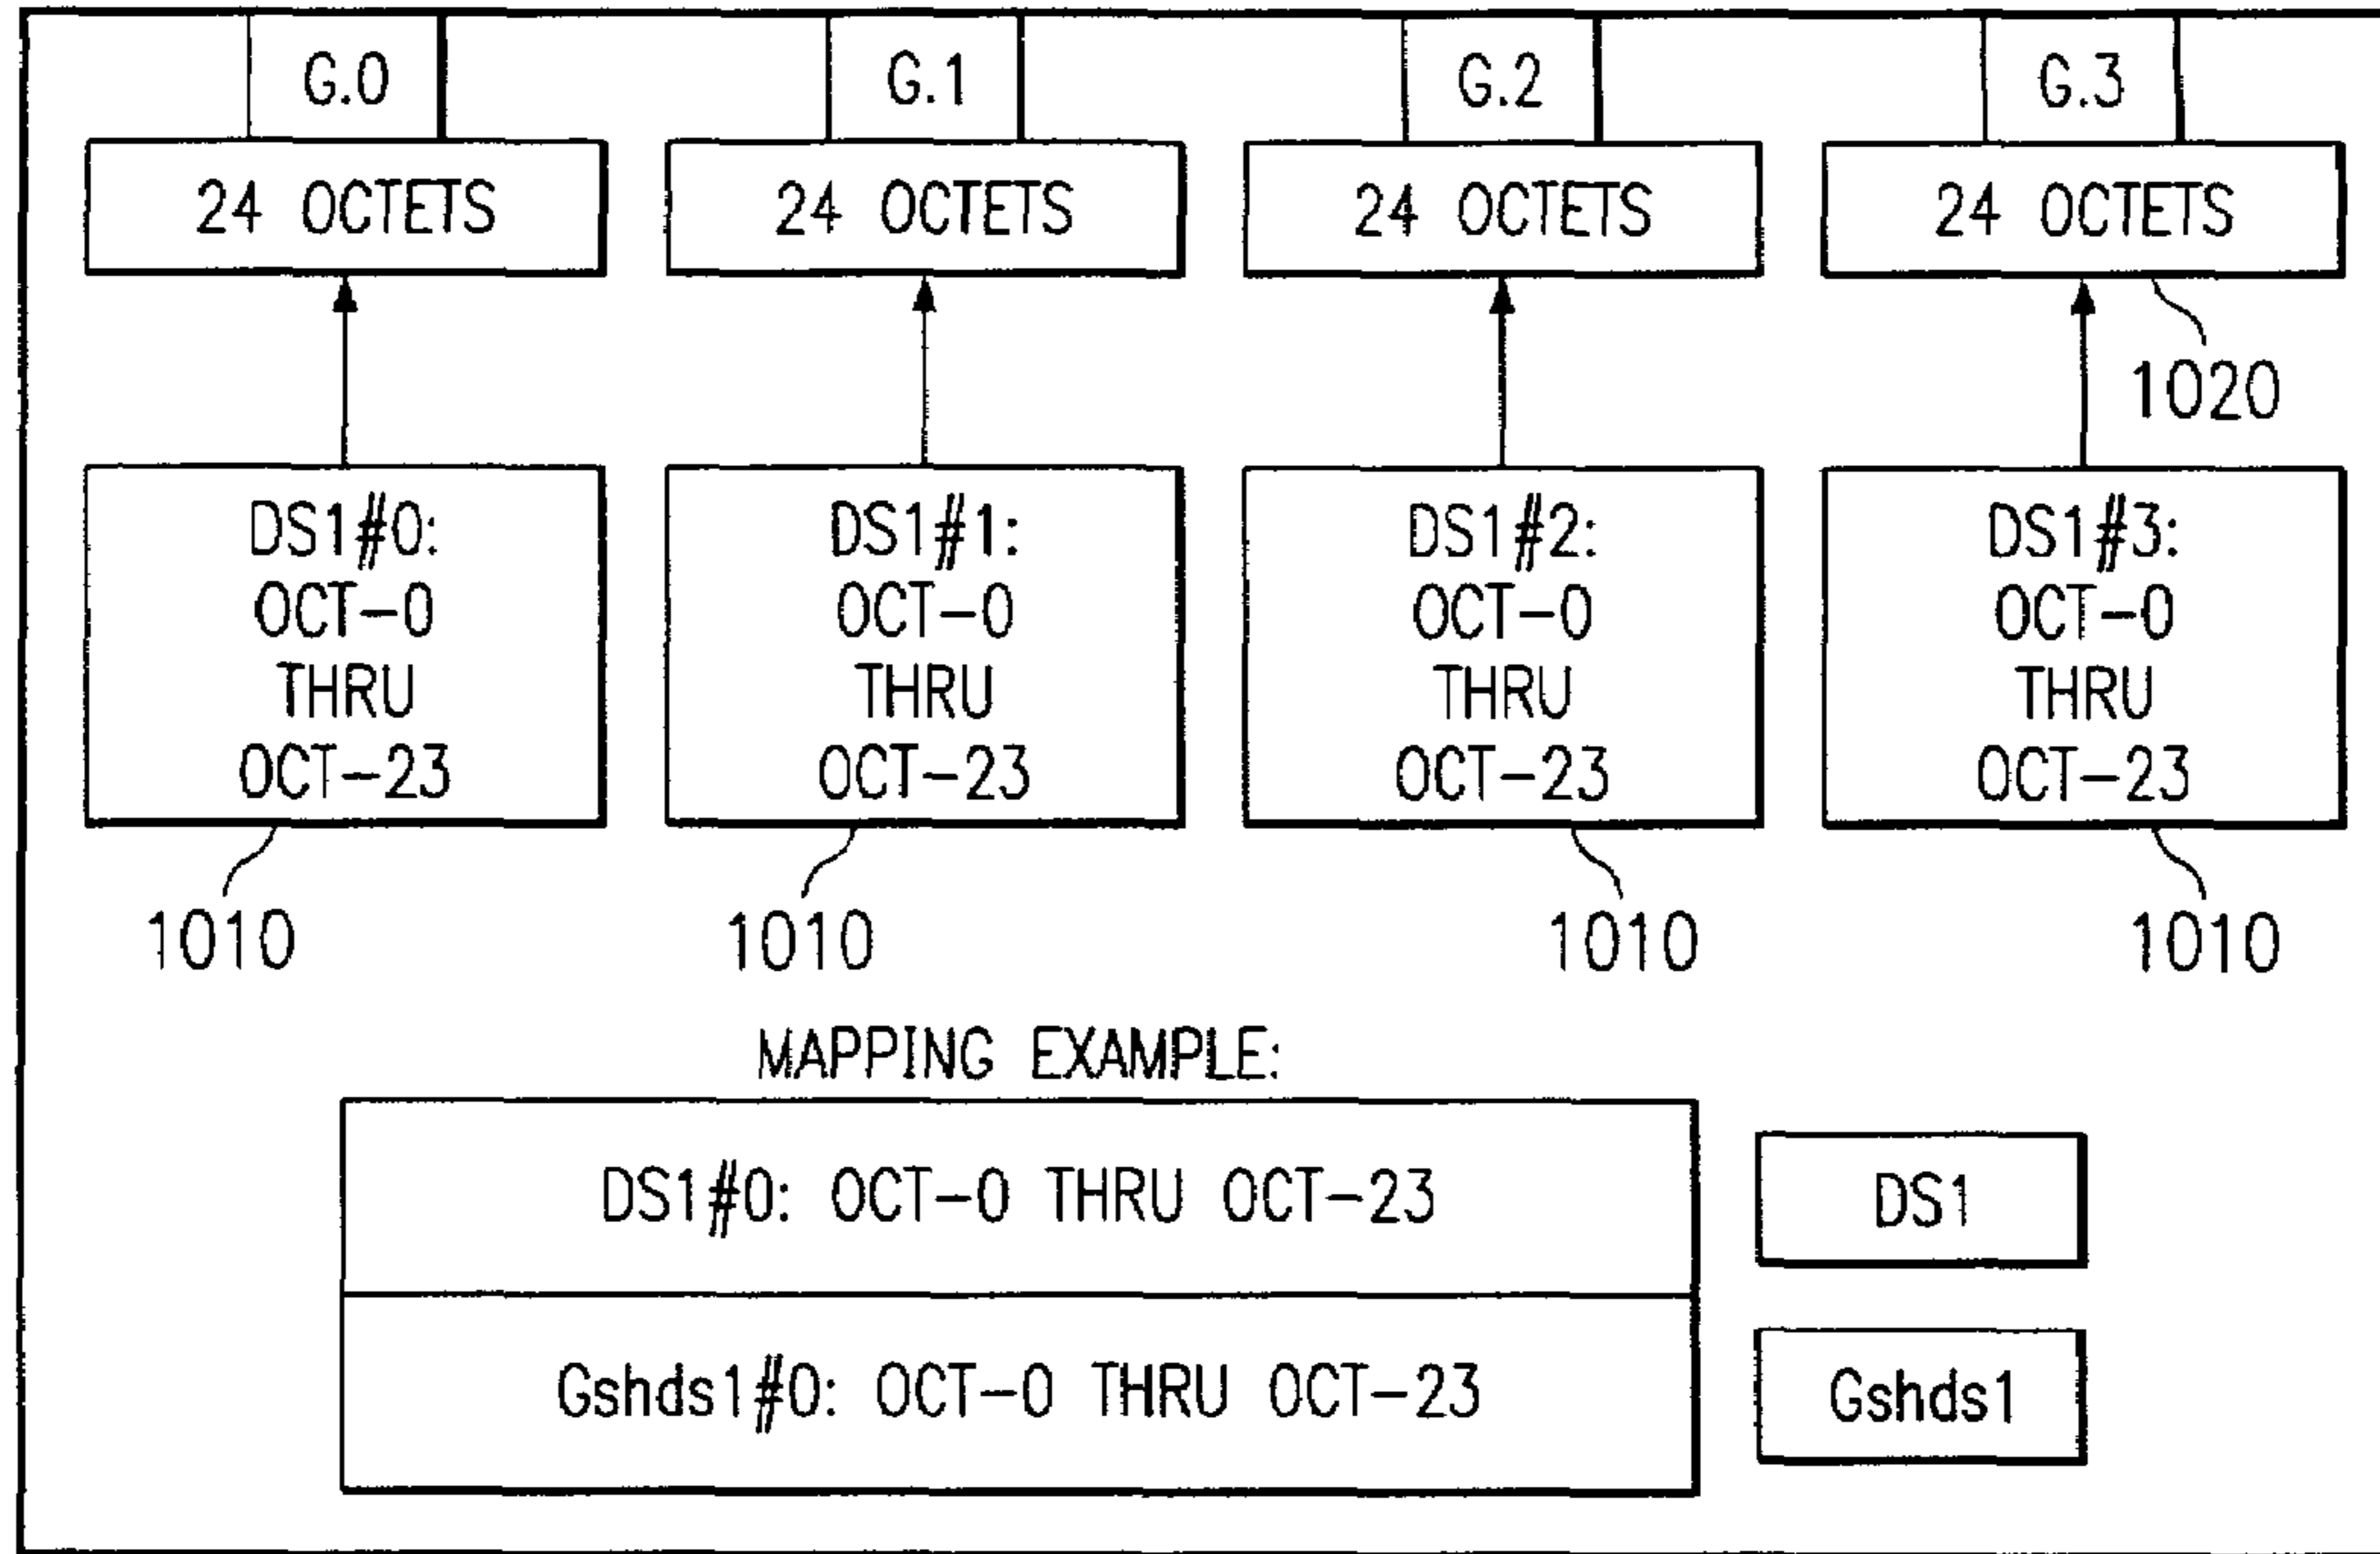 G.0 G.1 G.2 G.3
24 OCTETS 24 OCTETS 24 OCTETS 24 OCTETS
1020
DS1#0: DS1#1: DS1#2: DS1#3:
OCT-0 OCT-0 OCT-0 OCT-0
THRU THRU THRU THRU
OCT-23 OCT-23 OCT-23 OCT-23
1010 1010 1010 1010
MAPPING EXAMPLE:
DS1#0: OCT-0 THRU OCT-23 DS1
Gshds1#0: OCT-0 THRU OCT-23 Gshds1